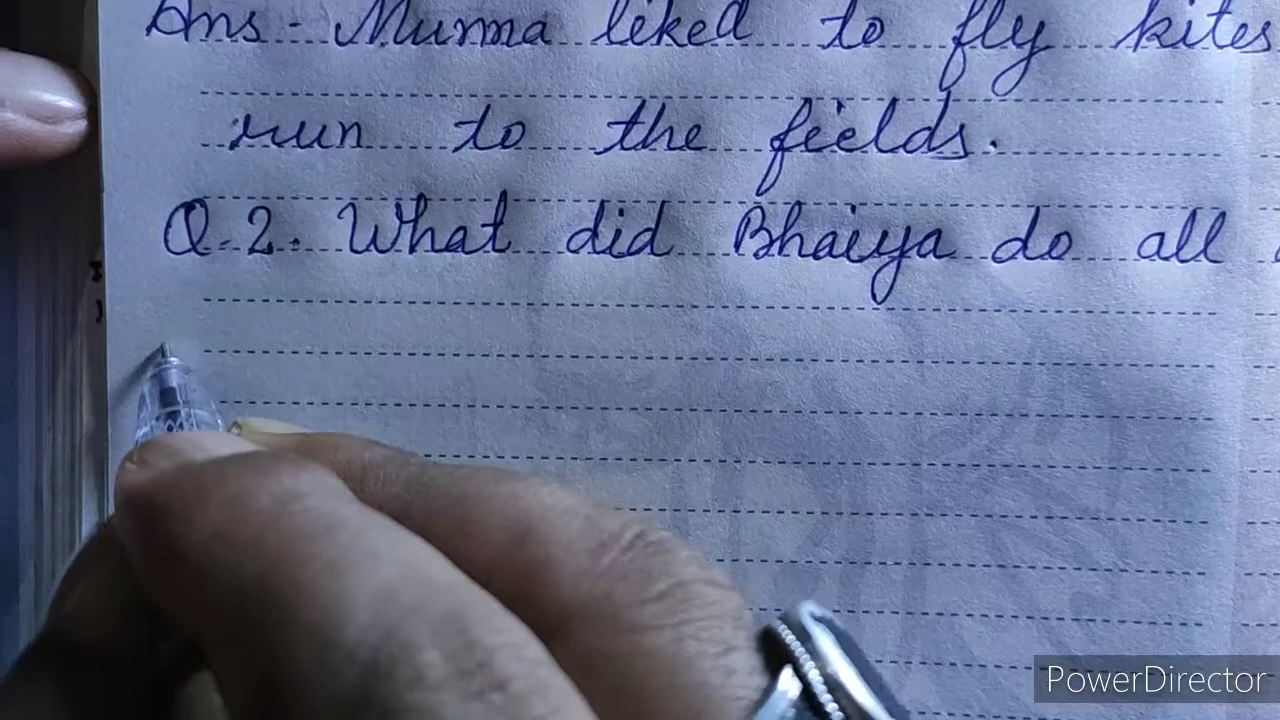 Ans - Munna liked to fly kites
run to the fields.
Q.2. What did Bhaiya do all
PowerDirector